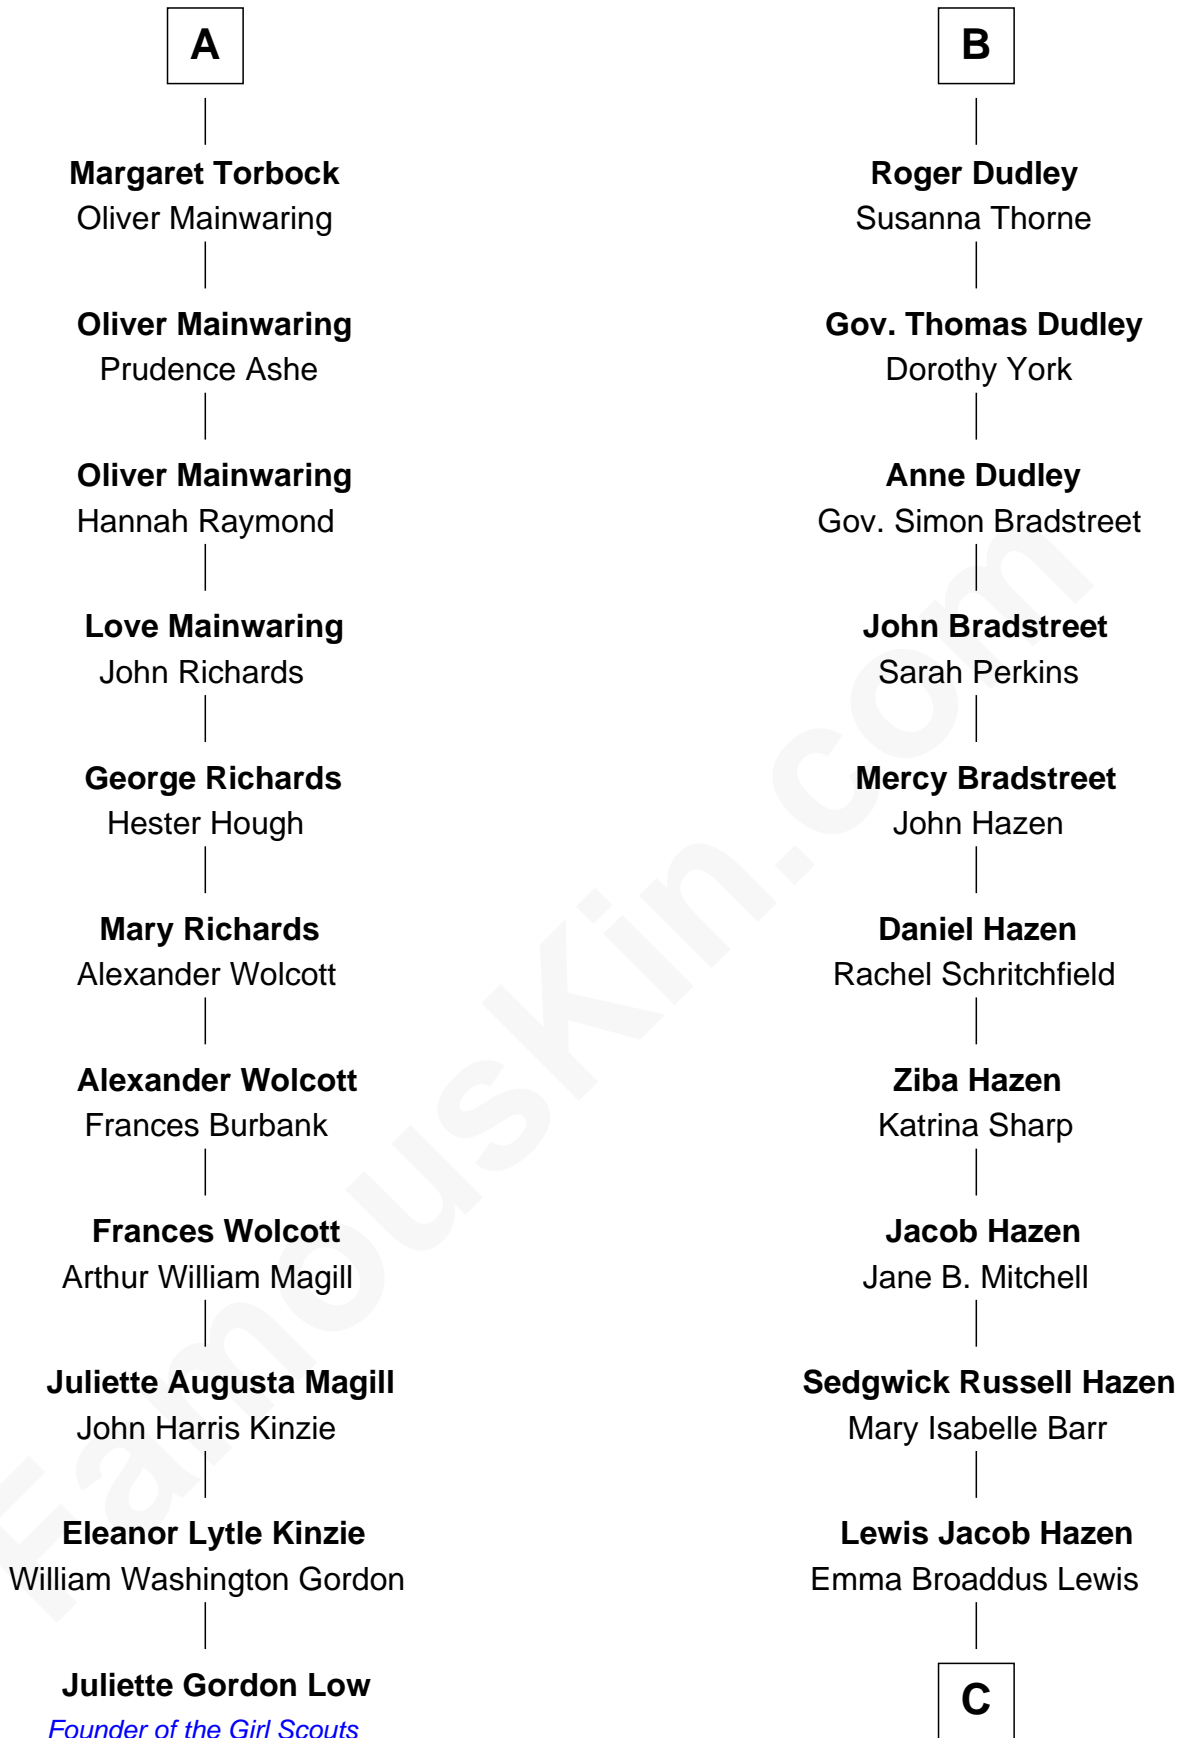 A
Margaret Torbock
Oliver Mainwaring
Oliver Mainwaring
Prudence Ashe
Oliver Mainwaring
Hannah Raymond
Love Mainwaring
John Richards
George Richards
Hester Hough
Mary Richards
Alexander Wolcott
Alexander Wolcott
Frances Burbank
Frances Wolcott
Arthur William Magill
Juliette Augusta Magill
John Harris Kinzie
Eleanor Lytle Kinzie
William Washington Gordon
Juliette Gordon Low
Founder of the Girl Scouts
B
Roger Dudley
Susanna Thorne
Gov. Thomas Dudley
Dorothy York
Anne Dudley
Gov. Simon Bradstreet
John Bradstreet
Sarah Perkins
Mercy Bradstreet
John Hazen
Daniel Hazen
Rachel Schritchfield
Ziba Hazen
Katrina Sharp
Jacob Hazen
Jane B. Mitchell
Sedgwick Russell Hazen
Mary Isabelle Barr
Lewis Jacob Hazen
Emma Broaddus Lewis
C
FamousKin.com